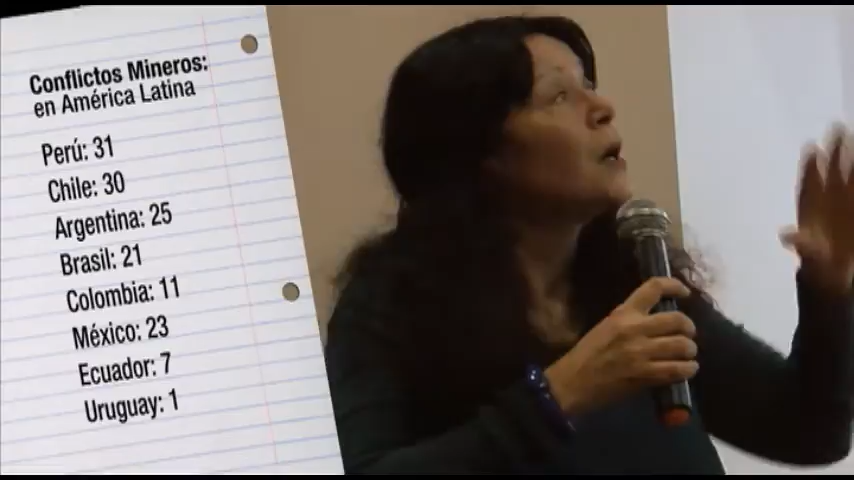 Conflictos Mineros:
en América Latina
Perú: 31
Chile: 30
Argentina: 25
Brasil: 21
Colombia: 11
México: 23
Ecuador: 7
Uruguay: 1